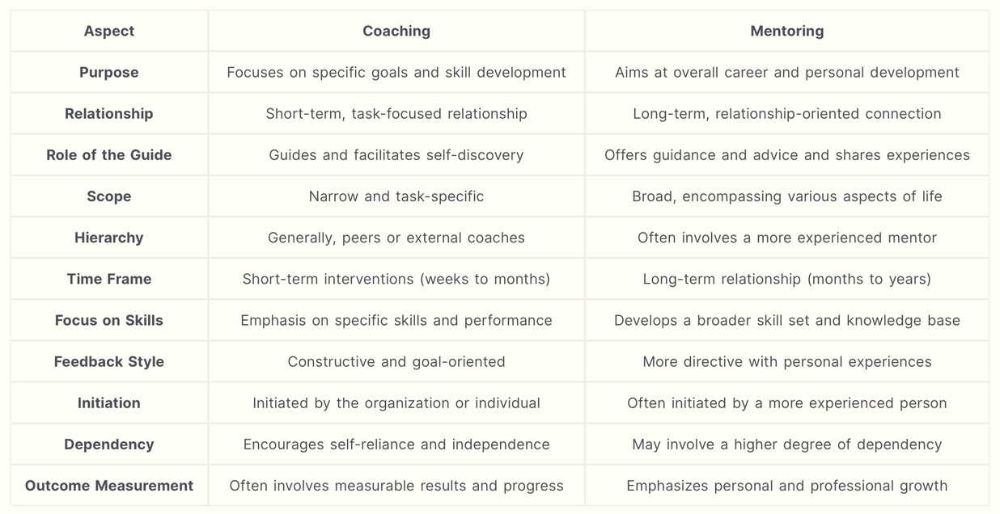 Aspect Coaching Mentoring
Purpose Focuses on specific goals and skill development Aims at overall career and personal development
Relationship Short-term, task-focused relationship Long-term, relationship-oriented connection
Role of the Guide Guides and facilitates self-discovery Offers guidance and advice and shares experiences
Scope Narrow and task-specific Broad, encompassing various aspects of life
Hierarchy Generally, peers or external coaches Often involves a more experienced mentor
Time Frame Short-term interventions (weeks to months) Long-term relationship (months to years)
Focus on Skills Emphasis on specific skills and performance Develops a broader skill set and knowledge base
Feedback Style Constructive and goal-oriented More directive with personal experiences
Initiation Initiated by the organization or individual Often initiated by a more experienced person
Dependency Encourages self-reliance and independence May involve a higher degree of dependency
Outcome Measurement Often involves measurable results and progress Emphasizes personal and professional growth